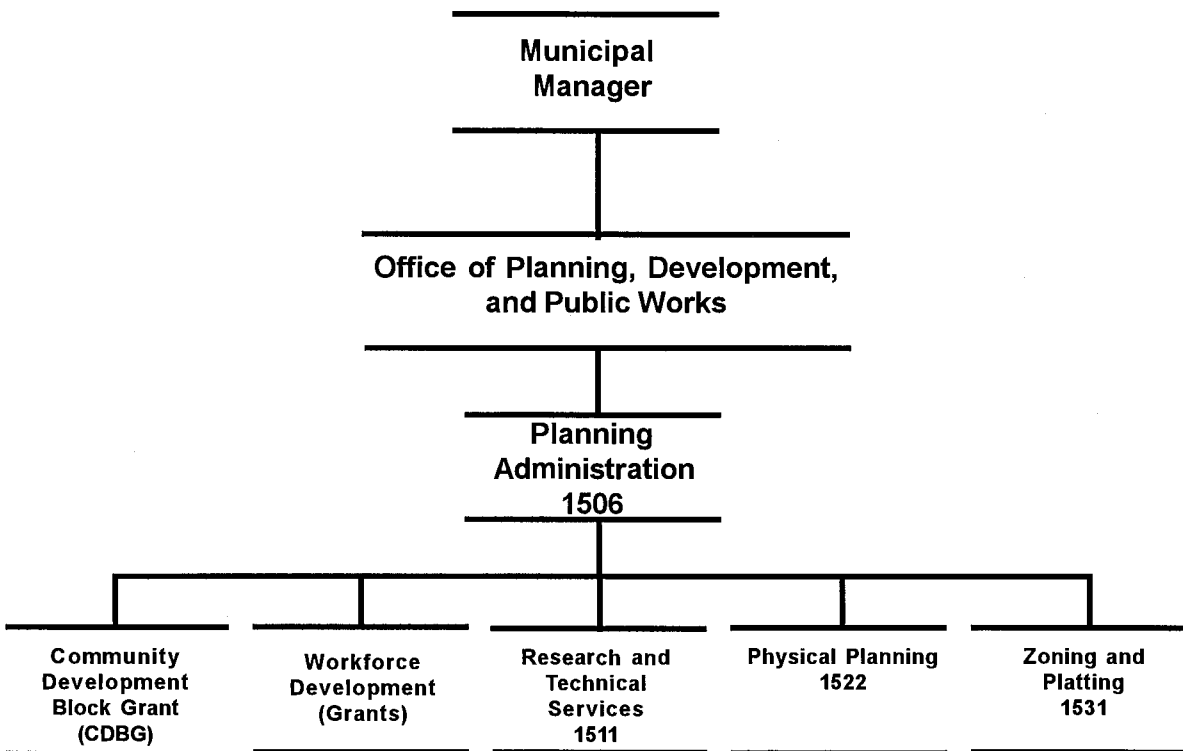 Municipal
Manager
Office of Planning, Development,
and Public Works
Planning
Administration
1506
Community
Development
Block Grant
(CDBG)
Workforce
Development
(Grants)
Research and
Technical
Services
1511
Physical Planning
1522
Zoning and
Platting
1531